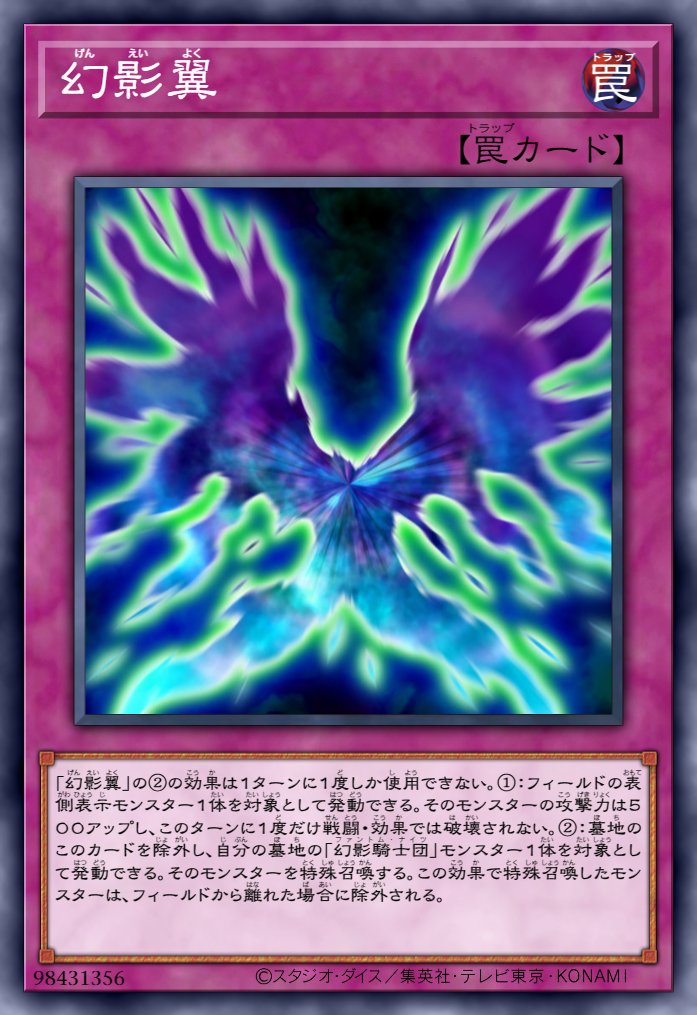 幻影翼
罠
【罠カード】
「幻影翼」の②の効果は1ターンに1度しか使用できない。①:フィールドの表
側表示モンスター1体を対象として発動できる。そのモンスターの攻撃力は5
00アップし、このターンに1度だけ戦闘・効果では破壊されない。②:墓地の
このカードを除外し、自分の墓地の「幻影騎士団」モンスター1体を対象とし
て発動できる。そのモンスターを特殊召喚する。この効果で特殊召喚したモン
スターは、フィールドから離れた場合に除外される。
98431356
©スタジオ・ダイス／集英社・テレビ東京・KONAMI